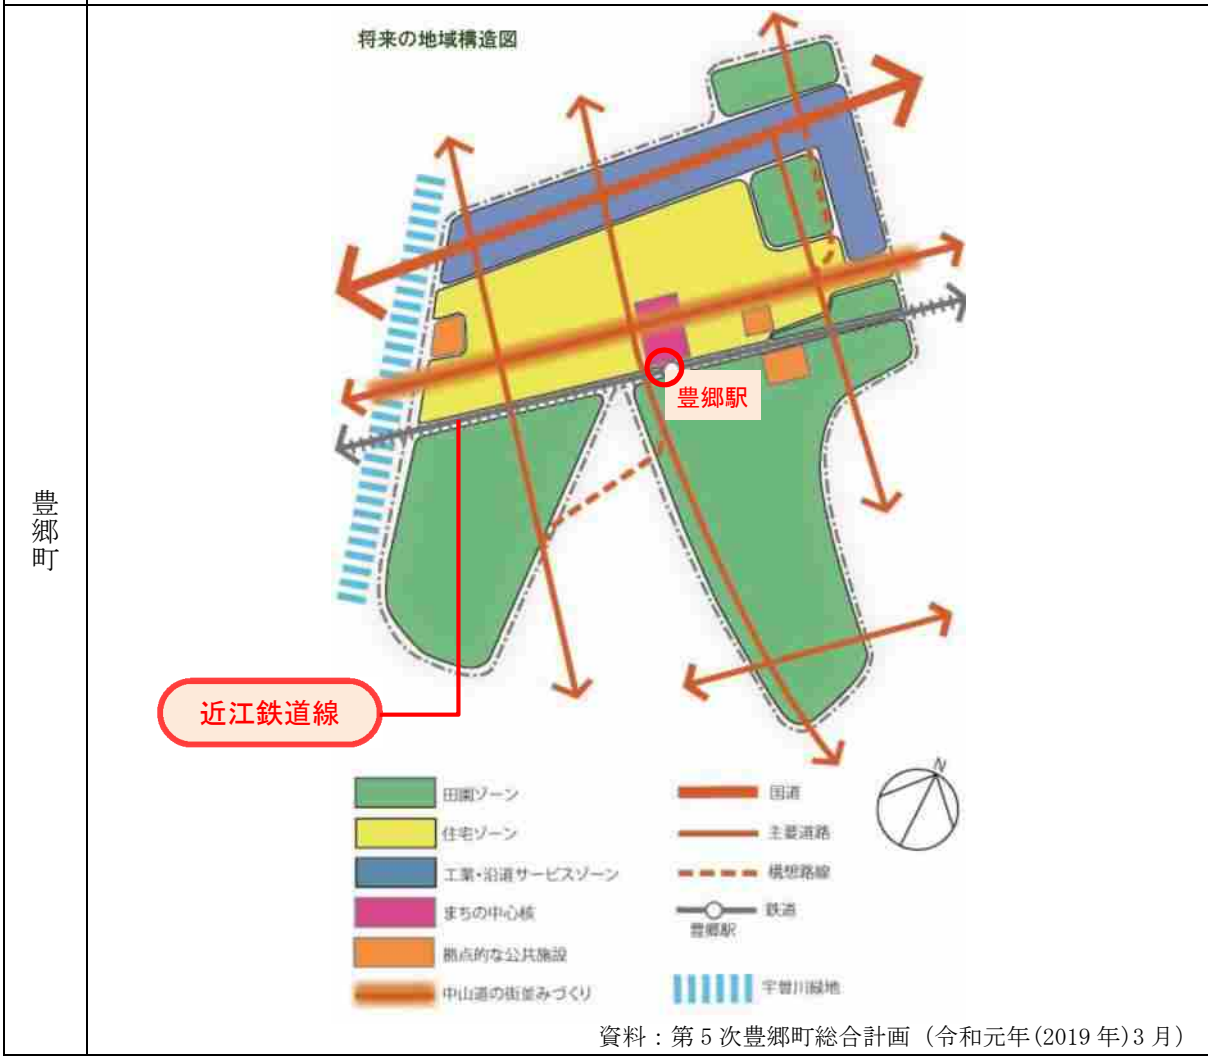 将来の地域構造図
豊郷町
豊郷駅
近江鉄道線
N
田園ゾーン
住宅ゾーン
工業・沿道サービスゾーン
まちの中心核
拠点的な公共施設
中山道の街並みづくり
国道
主要道路
構想路線
鉄道
豊郷駅
宇曽川緑地
資料：第5次豊郷町総合計画（令和元年(2019年)3月）